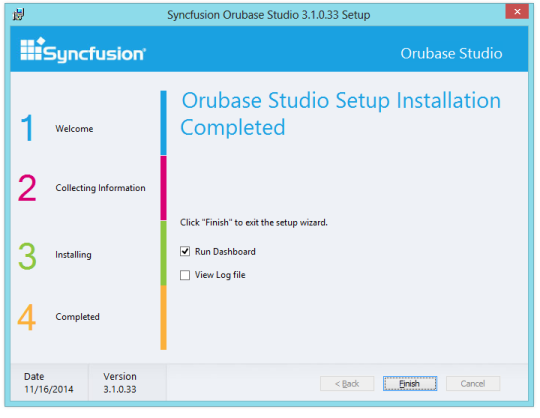 Syncfusion Orubase Studio 3.1.0.33 Setup
Syncfusion
Orubase Studio
Orubase Studio Setup Installation
Completed
1 Welcome
2 Collecting Information
3 Installing
4 Completed
Click "Finish" to exit the setup wizard.
Run Dashboard
View Log file
Date
11/16/2014
Version
3.1.0.33
< Back
Finish
Cancel